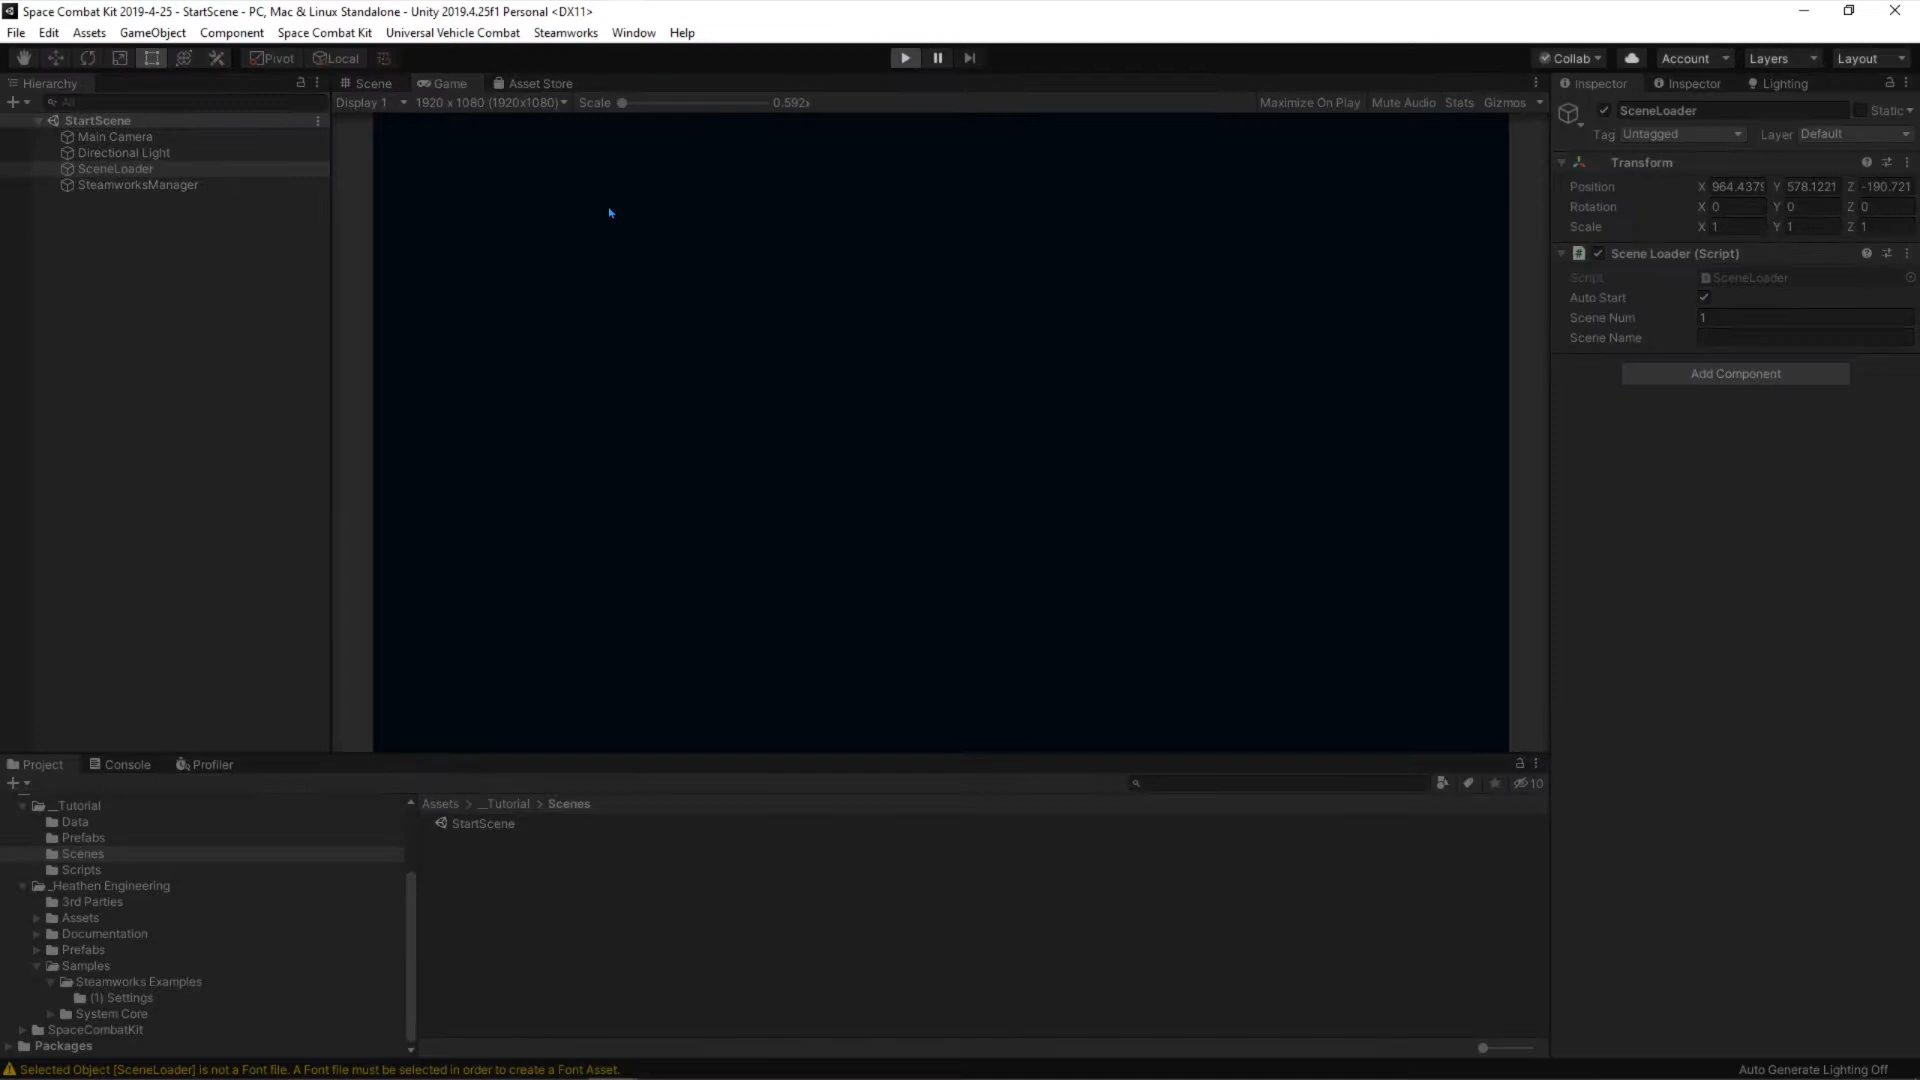 Space Combat Kit 2019-4-25 - StartScene - PC, Mac & Linux Standalone - Unity 2019.4.25f1 Personal <DX11>
File Edit Assets GameObject Component Space Combat Kit Universal Vehicle Combat Steamworks Window Help
Pivot Local Collab Account Layers Layout
Hierarchy Scene Game Asset Store Inspector Inspector Lighting
All Display 1 1920 x 1080 (1920x1080) Scale 0.592x Maximize On Play Mute Audio Stats Gizmos
SceneLoader Static
StartScene
Main Camera
Directional Light
SceneLoader
SteamworksManager
Tag Untagged Layer Default
Transform
Position X 964.4379 Y 578.1221 Z -190.721
Rotation X 0 Y 0 Z 0
Scale X 1 Y 1 Z 1
Scene Loader (Script)
Script SceneLoader
Auto Start
Scene Num 1
Scene Name
Add Component
Project Console Profiler
10
__Tutorial
Data
Prefabs
Scenes
Scripts
_Heathen Engineering
3rd Parties
Assets
Documentation
Prefabs
Samples
Steamworks Examples
(1) Settings
System Core
SpaceCombatKit
Packages
Assets > __Tutorial > Scenes
StartScene
Selected Object [SceneLoader] is not a Font file. A Font file must be selected in order to create a Font Asset.
Auto Generate Lighting Off